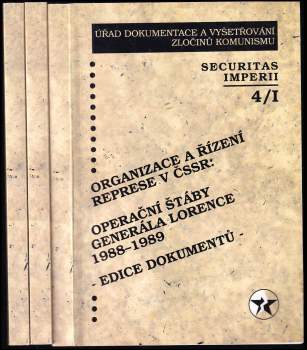 ÚŘAD DOKUMENTACE A VYŠETŘOVÁNÍ
ZLOČINŮ KOMUNISMU
SECURITAS
IMPERII
4/I
ORGANIZACE A ŘÍZENÍ
REPRESE V ČSSR:
OPERAČNÍ ŠTÁBY
GENERÁLA LORENCE
1988–1989
- EDICE DOKUMENTŮ -